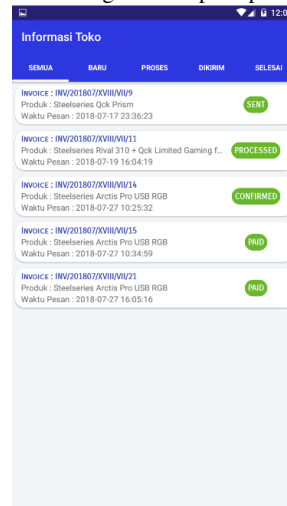 12:0
Informasi Toko
SEMUA BARU PROSES DIKIRIM SELESAI
INVOICE : INV/201807/XVIII/VII/9
Produk : Steelseries Qck Prism
Waktu Pesan : 2018-07-17 23:36:23
SENT
INVOICE : INV/201807/XVIII/VII/11
Produk : Steelseries Rival 310 + Qck Limited Gaming f...
Waktu Pesan : 2018-07-19 16:04:19
PROCESSED
INVOICE : INV/201807/XVIII/VII/14
Produk : Steelseries Arctis Pro USB RGB
Waktu Pesan : 2018-07-27 10:25:32
CONFIRMED
INVOICE : INV/201807/XVIII/VII/15
Produk : Steelseries Arctis Pro USB RGB
Waktu Pesan : 2018-07-27 10:34:59
PAID
INVOICE : INV/201807/XVIII/VII/21
Produk : Steelseries Arctis Pro USB RGB
Waktu Pesan : 2018-07-27 16:05:16
PAID